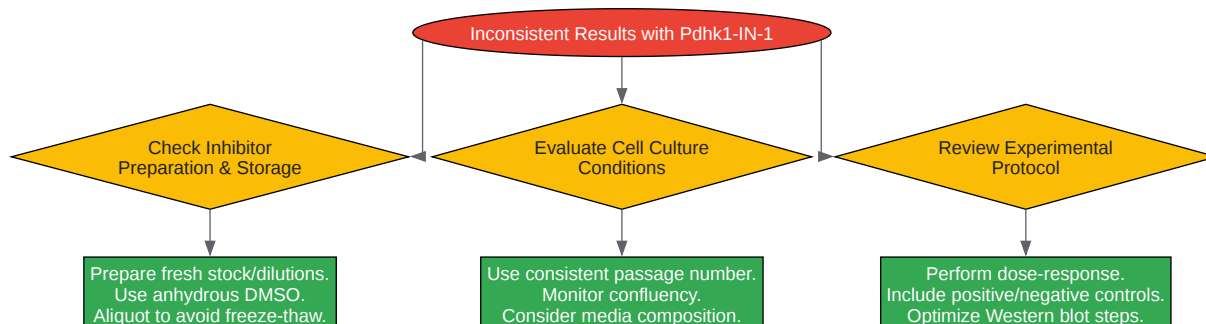 Inconsistent Results with Pdhk1-IN-1
Check Inhibitor
Preparation & Storage
Evaluate Cell Culture
Conditions
Review Experimental
Protocol
Prepare fresh stock/dilutions.
Use anhydrous DMSO.
Aliquot to avoid freeze-thaw.
Use consistent passage number.
Monitor confluency.
Consider media composition.
Perform dose-response.
Include positive/negative controls.
Optimize Western blot steps.